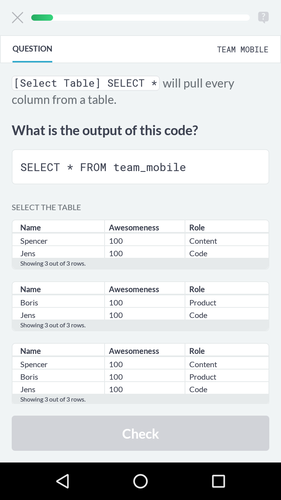 QUESTION
TEAM MOBILE
[Select Table] SELECT * will pull every
column from a table.
What is the output of this code?
SELECT * FROM team_mobile
SELECT THE TABLE
Name Awesomeness Role
Spencer 100 Content
Jens 100 Code
Showing 3 out of 3 rows.
Name Awesomeness Role
Boris 100 Product
Jens 100 Code
Showing 3 out of 3 rows.
Name Awesomeness Role
Spencer 100 Content
Boris 100 Product
Jens 100 Code
Showing 3 out of 3 rows.
Check